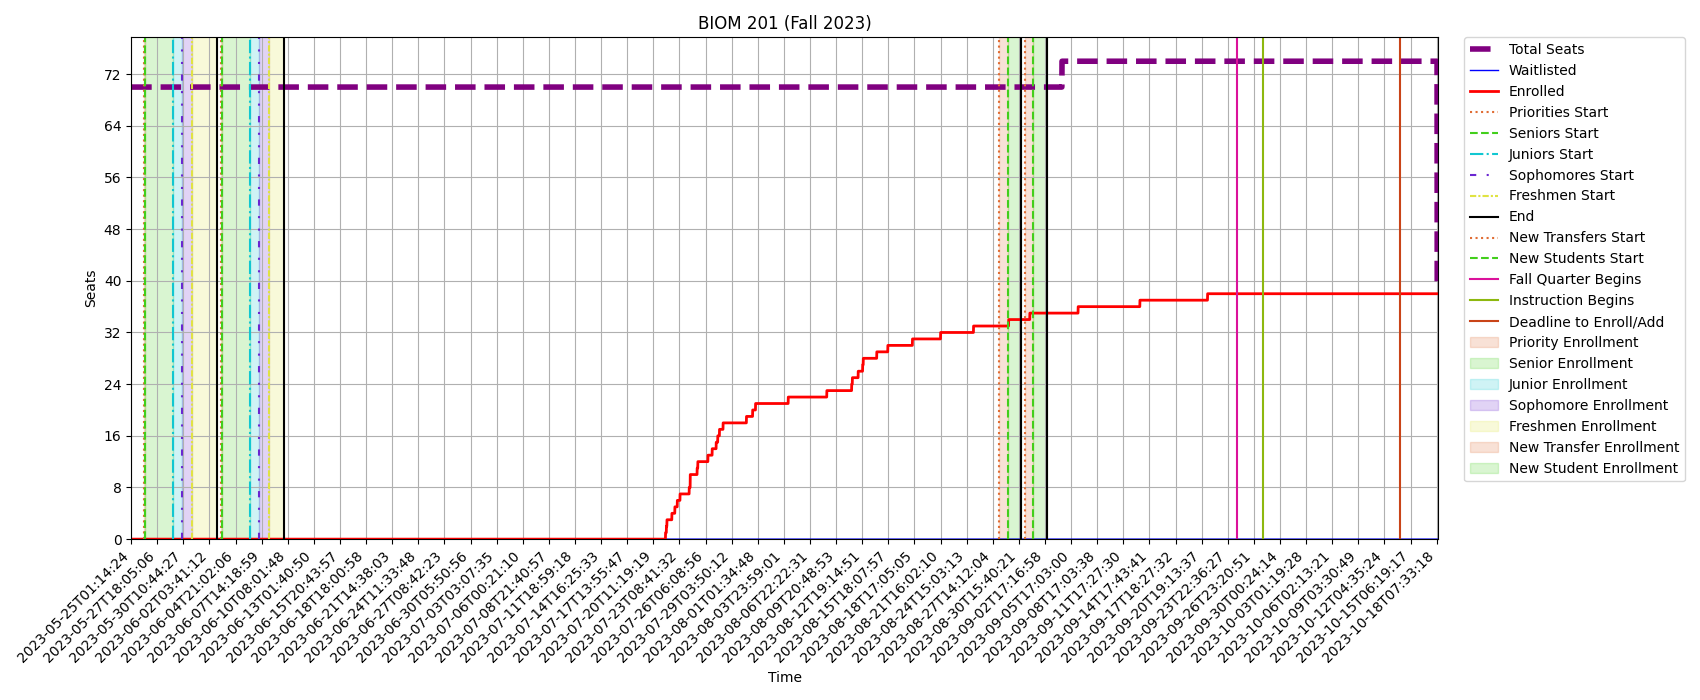 BIOM 201 (Fall 2023)
Seats
72
64
56
48
40
32
24
16
8
0
2023-05-25T01:14:24
2023-05-27T18:05:06
2023-05-30T10:44:27
2023-06-02T03:41:12
2023-06-04T21:02:06
2023-06-07T14:18:59
2023-06-10T08:01:48
2023-06-13T01:40:50
2023-06-15T20:43:57
2023-06-18T18:00:58
2023-06-21T14:38:03
2023-06-24T11:33:48
2023-06-27T08:42:23
2023-06-30T05:50:56
2023-07-03T03:07:35
2023-07-06T00:21:10
2023-07-08T21:40:57
2023-07-11T18:59:18
2023-07-14T16:25:33
2023-07-17T13:55:47
2023-07-20T11:19:19
2023-07-23T08:41:32
2023-07-26T06:08:56
2023-07-29T03:50:12
2023-08-01T01:34:48
2023-08-03T23:59:01
2023-08-06T22:22:31
2023-08-09T20:48:53
2023-08-12T19:14:51
2023-08-15T18:07:57
2023-08-18T17:05:05
2023-08-21T16:02:10
2023-08-24T15:03:13
2023-08-27T14:12:04
2023-08-30T15:40:21
2023-09-02T17:16:58
2023-09-05T17:03:00
2023-09-08T17:03:38
2023-09-11T17:27:30
2023-09-14T17:43:41
2023-09-17T18:27:32
2023-09-20T19:13:37
2023-09-23T22:36:27
2023-09-26T23:20:51
2023-09-30T00:24:14
2023-10-03T01:19:28
2023-10-06T02:13:21
2023-10-09T03:30:49
2023-10-12T04:35:24
2023-10-15T06:19:17
2023-10-18T07:33:18
Time
Total Seats
Waitlisted
Enrolled
Priorities Start
Seniors Start
Juniors Start
Sophomores Start
Freshmen Start
End
New Transfers Start
New Students Start
Fall Quarter Begins
Instruction Begins
Deadline to Enroll/Add
Priority Enrollment
Senior Enrollment
Junior Enrollment
Sophomore Enrollment
Freshmen Enrollment
New Transfer Enrollment
New Student Enrollment